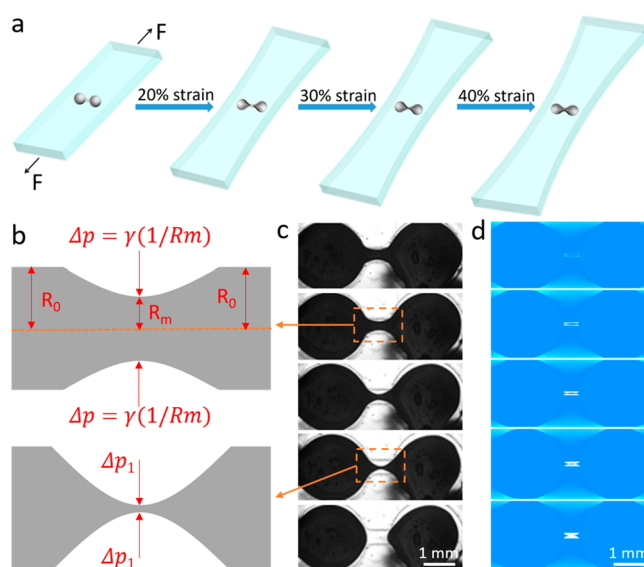 a
F
F
20% strain
30% strain
40% strain
b
Δp = γ(1/Rm)
R₀
Rₘ
R₀
Δp = γ(1/Rm)
Δp₁
Δp₁
c
1 mm
d
1 mm